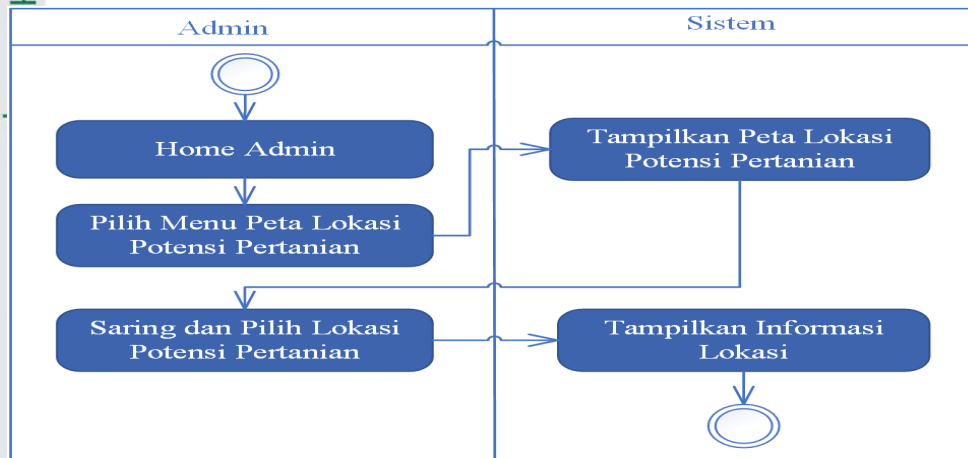 Admin
Sistem
Home Admin
Tampilkan Peta Lokasi
Potensi Pertanian
Pilih Menu Peta Lokasi
Potensi Pertanian
Saring dan Pilih Lokasi
Potensi Pertanian
Tampilkan Informasi
Lokasi